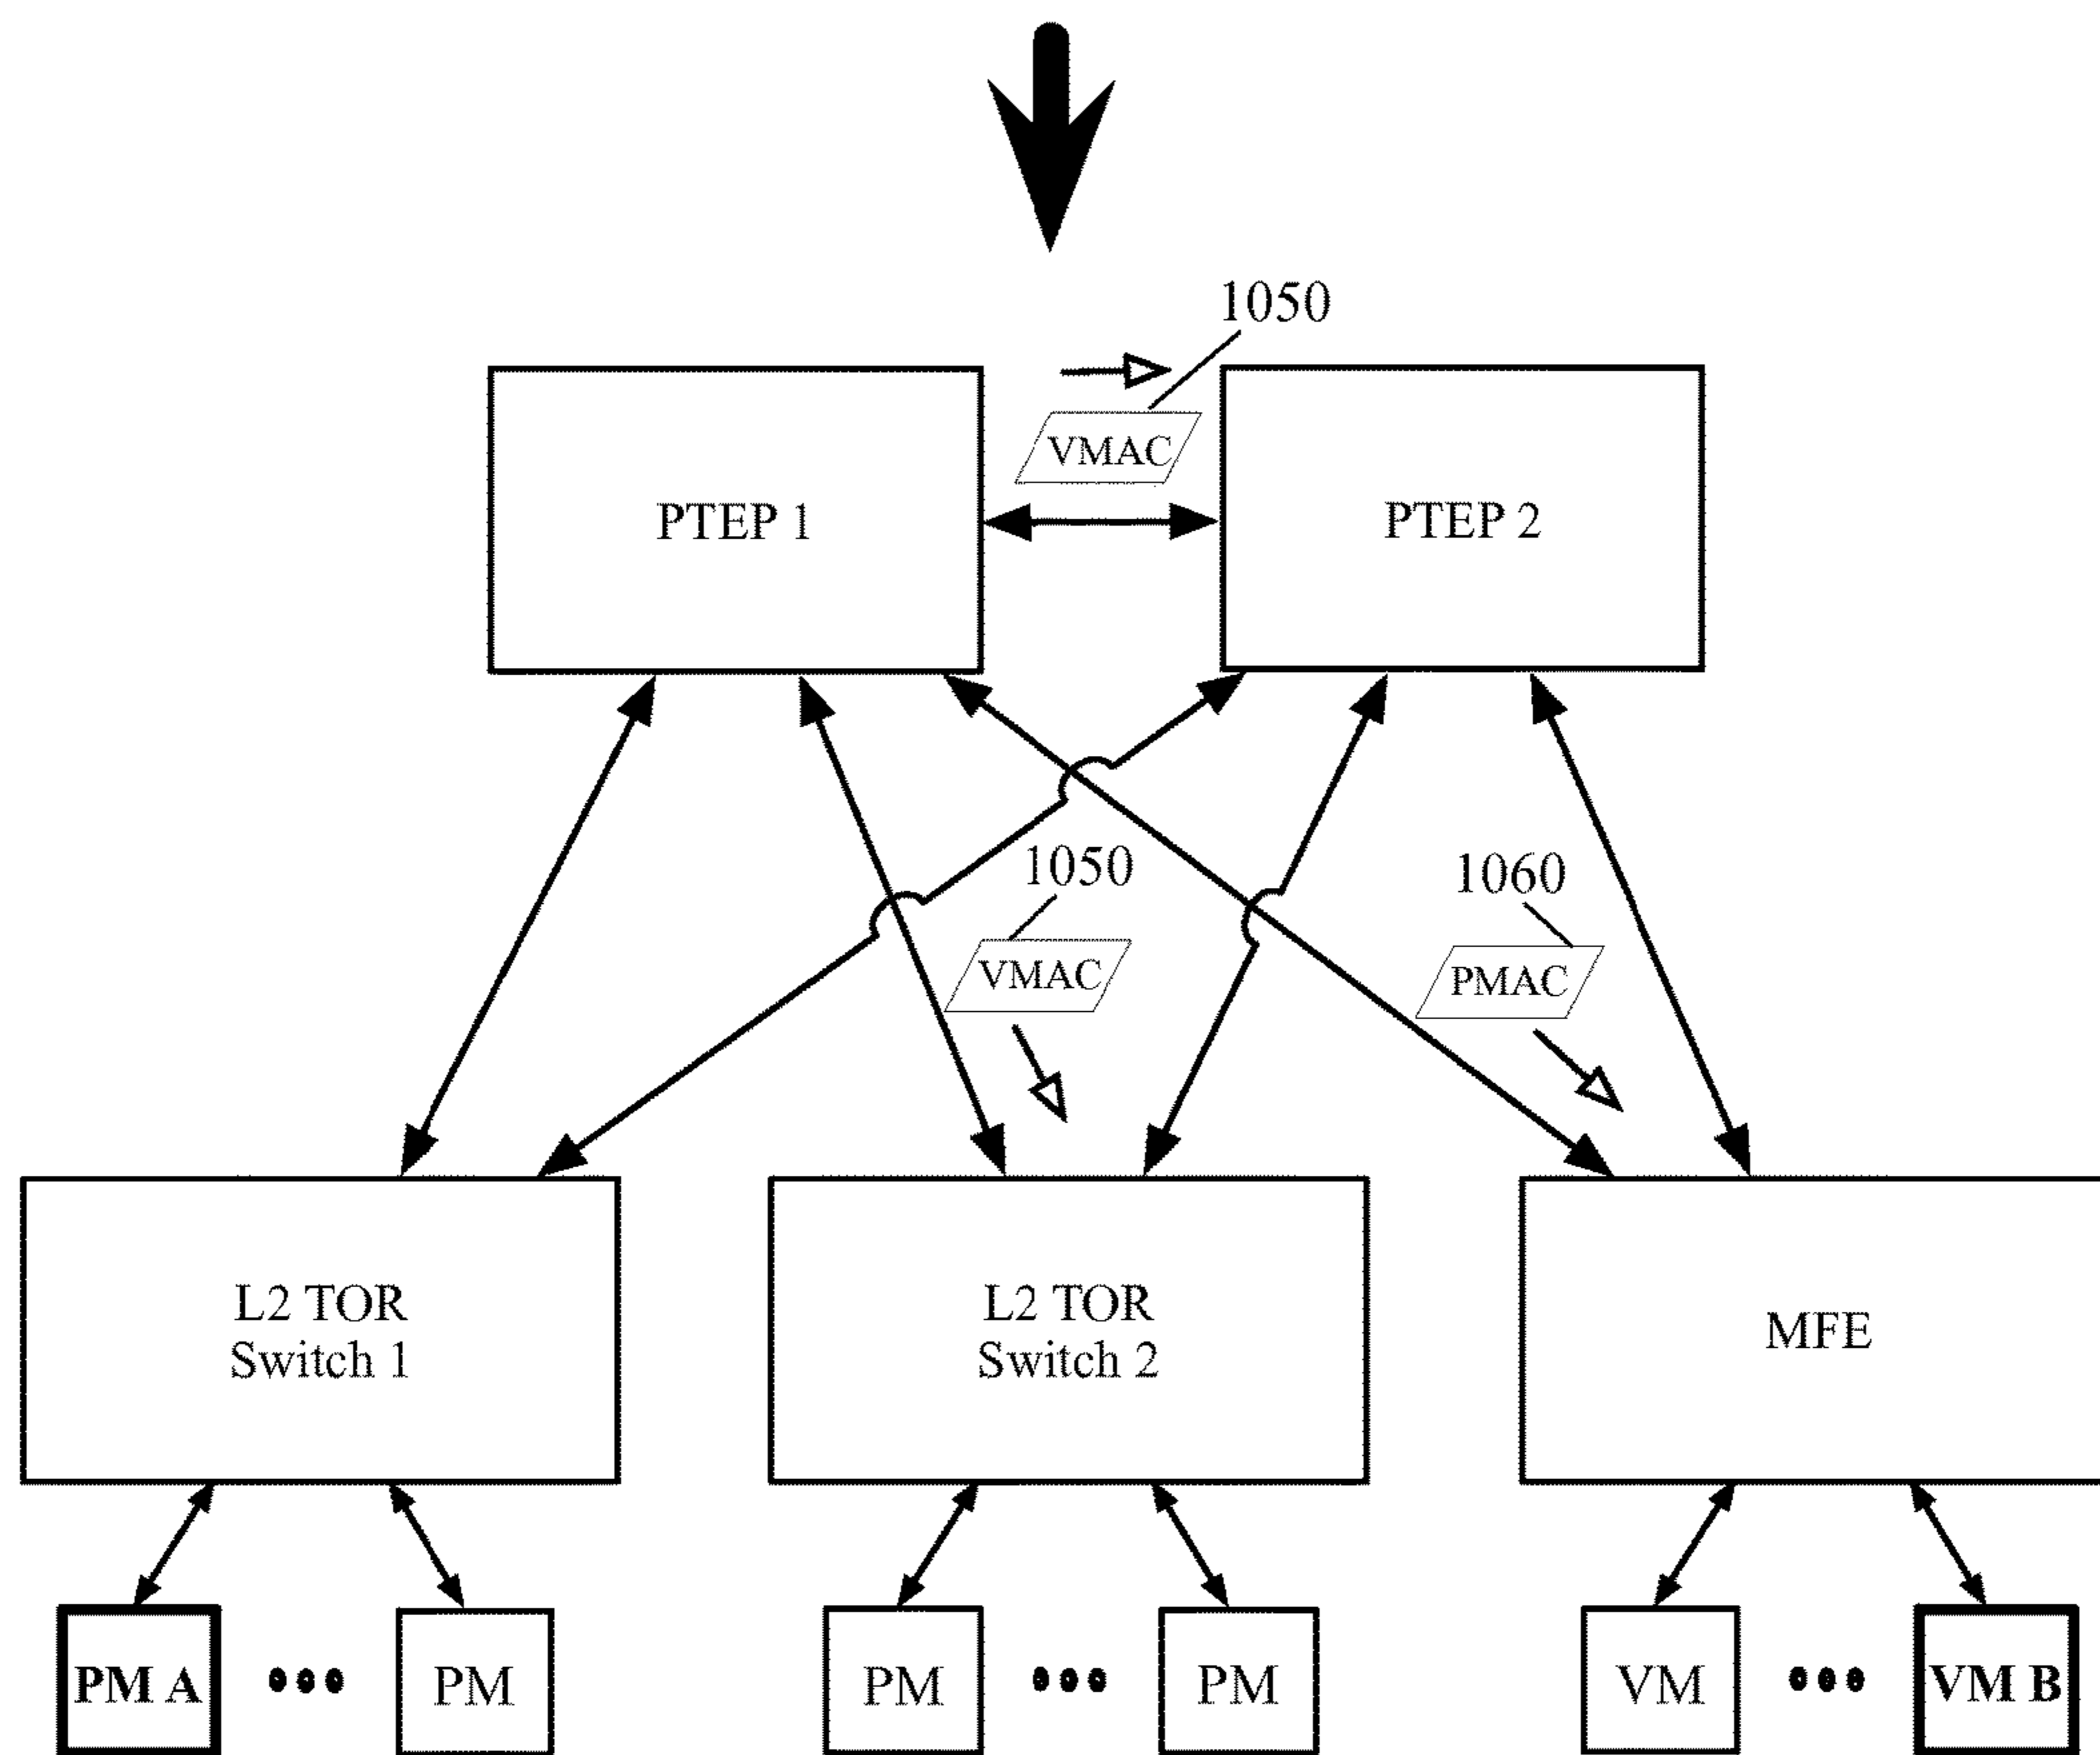 1050
VMAC
PTEP 1
PTEP 2
1050
1060
VMAC
PMAC
L2 TOR
Switch 1
L2 TOR
Switch 2
MFE
PM A
PM
PM
PM
VM
VM B